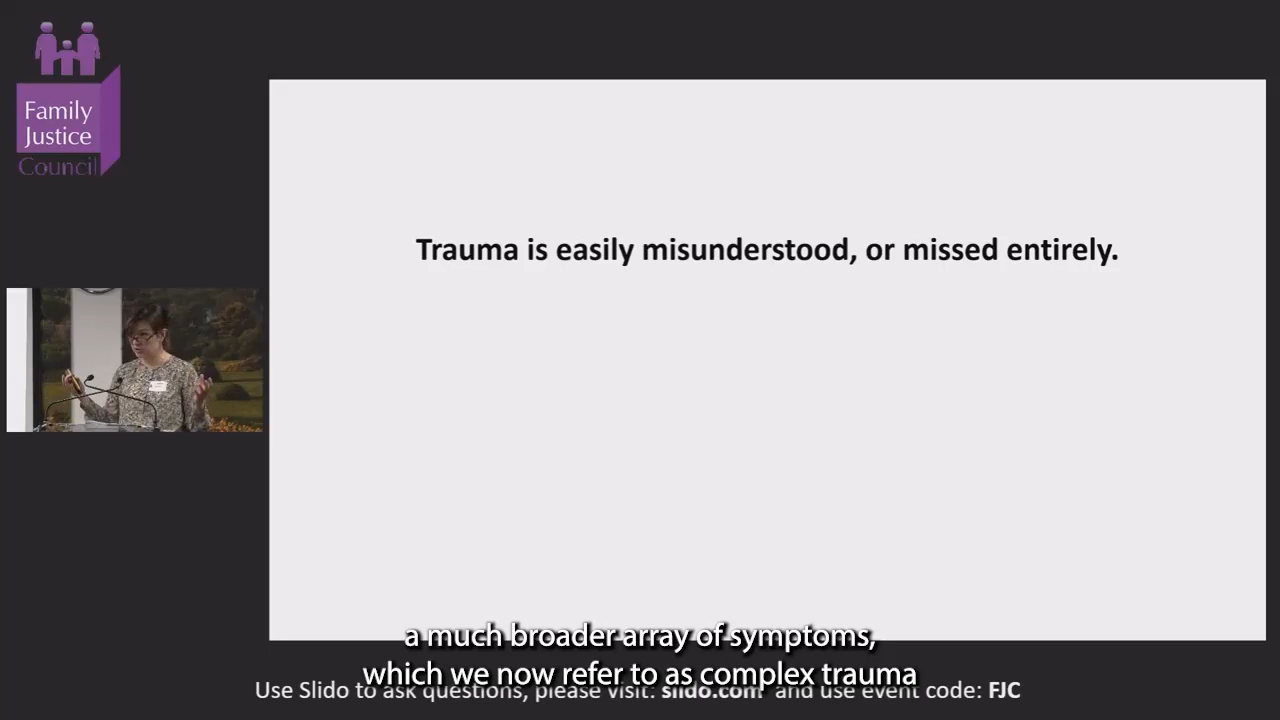 Family
Justice
Council
Trauma is easily misunderstood, or missed entirely.
a much broader array of symptoms,
which we now refer to as complex trauma
Use Slido to ask questions, please visit: slido.com and use event code: FJC